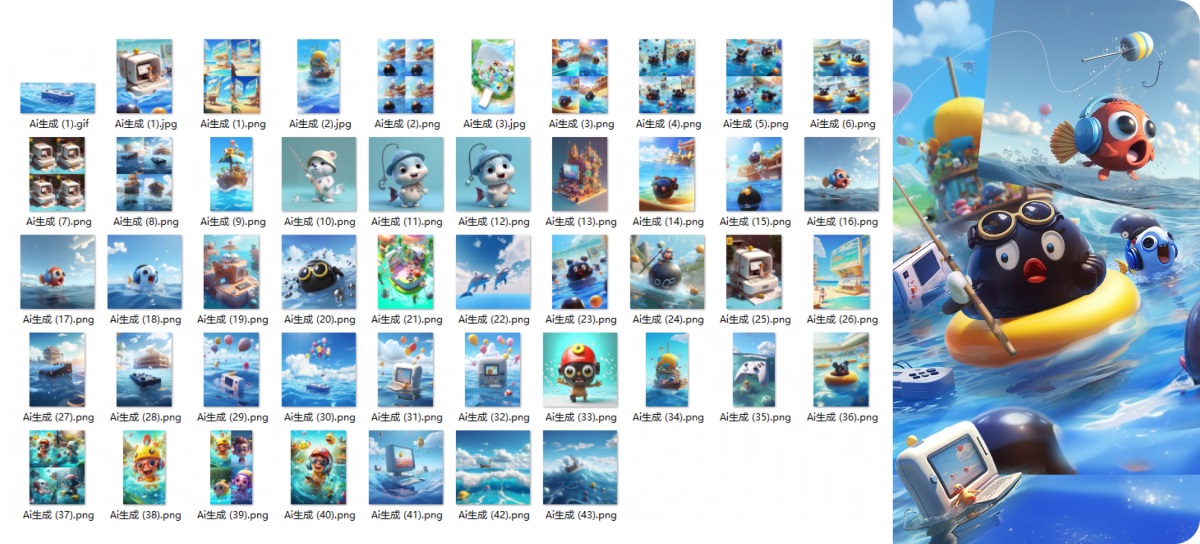 Ai生成 (1).gif
Ai生成 (1).jpg
Ai生成 (1).png
Ai生成 (2).jpg
Ai生成 (2).png
Ai生成 (3).jpg
Ai生成 (3).png
Ai生成 (4).png
Ai生成 (5).png
Ai生成 (6).png
Ai生成 (7).png
Ai生成 (8).png
Ai生成 (9).png
Ai生成 (10).png
Ai生成 (11).png
Ai生成 (12).png
Ai生成 (13).png
Ai生成 (14).png
Ai生成 (15).png
Ai生成 (16).png
Ai生成 (17).png
Ai生成 (18).png
Ai生成 (19).png
Ai生成 (20).png
Ai生成 (21).png
Ai生成 (22).png
Ai生成 (23).png
Ai生成 (24).png
Ai生成 (25).png
Ai生成 (26).png
Ai生成 (27).png
Ai生成 (28).png
Ai生成 (29).png
Ai生成 (30).png
Ai生成 (31).png
Ai生成 (32).png
Ai生成 (33).png
Ai生成 (34).png
Ai生成 (35).png
Ai生成 (36).png
Ai生成 (37).png
Ai生成 (38).png
Ai生成 (39).png
Ai生成 (40).png
Ai生成 (41).png
Ai生成 (42).png
Ai生成 (43).png